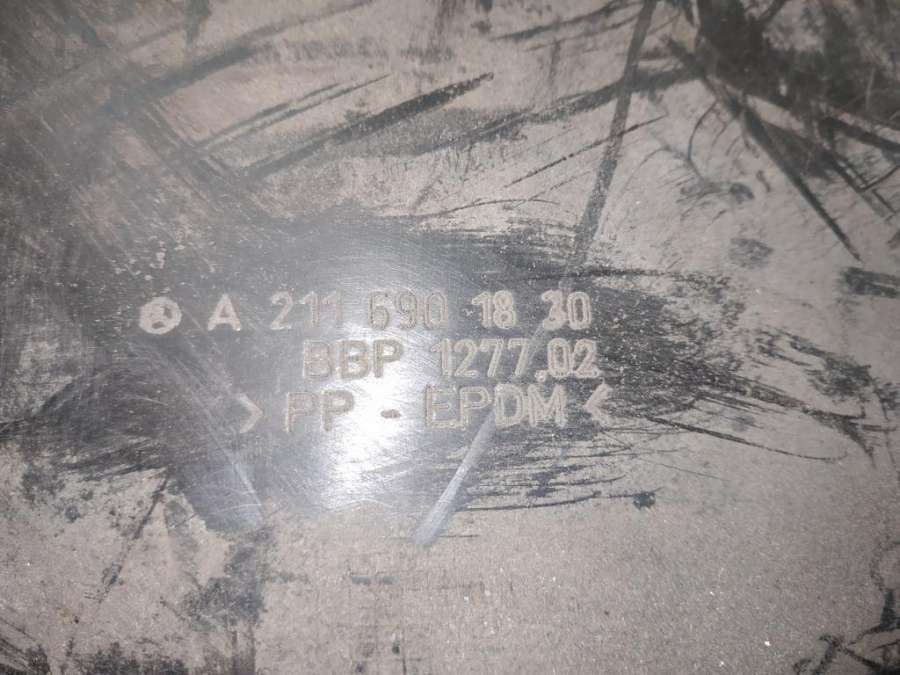 A 211 690 18 30
BBP 1277.02
> PP - EPDM <